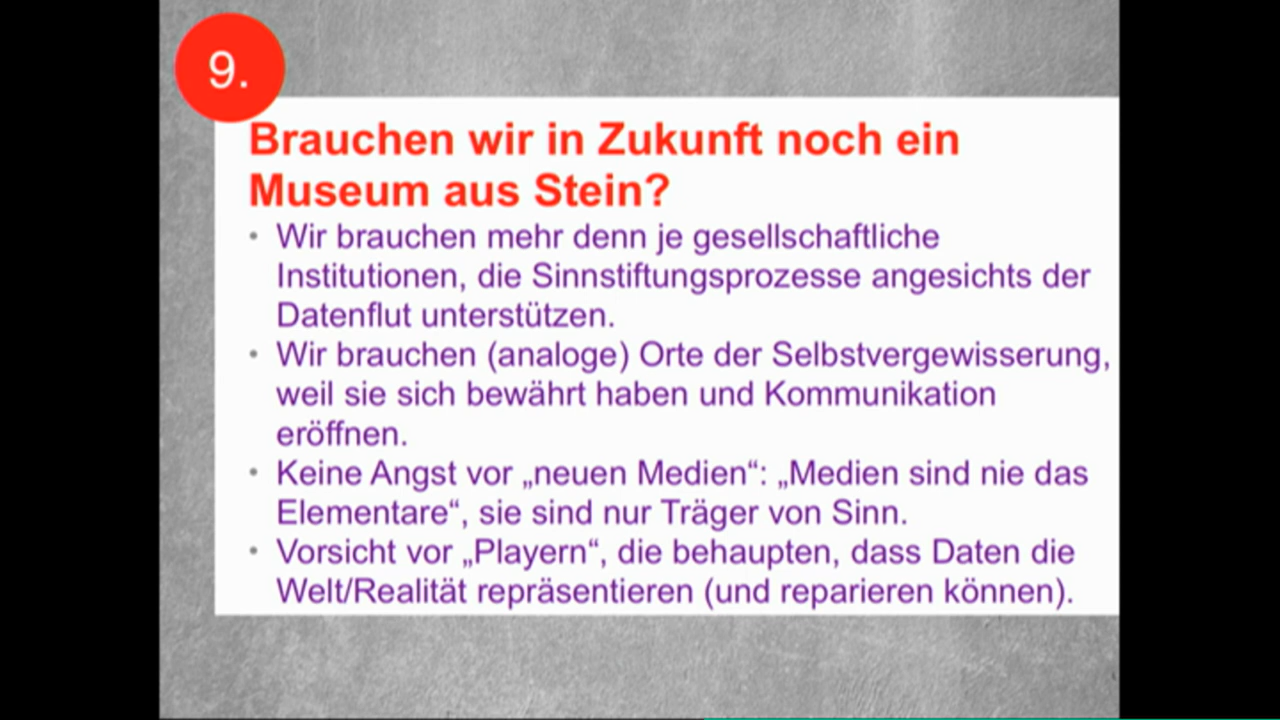 9.
Brauchen wir in Zukunft noch ein
Museum aus Stein?
• Wir brauchen mehr denn je gesellschaftliche
Institutionen, die Sinnstiftungsprozesse angesichts der
Datenflut unterstützen.
• Wir brauchen (analoge) Orte der Selbstvergewisserung,
weil sie sich bewährt haben und Kommunikation
eröffnen.
• Keine Angst vor „neuen Medien“: „Medien sind nie das
Elementare“, sie sind nur Träger von Sinn.
• Vorsicht vor „Playern“, die behaupten, dass Daten die
Welt/Realität repräsentieren (und reparieren können).